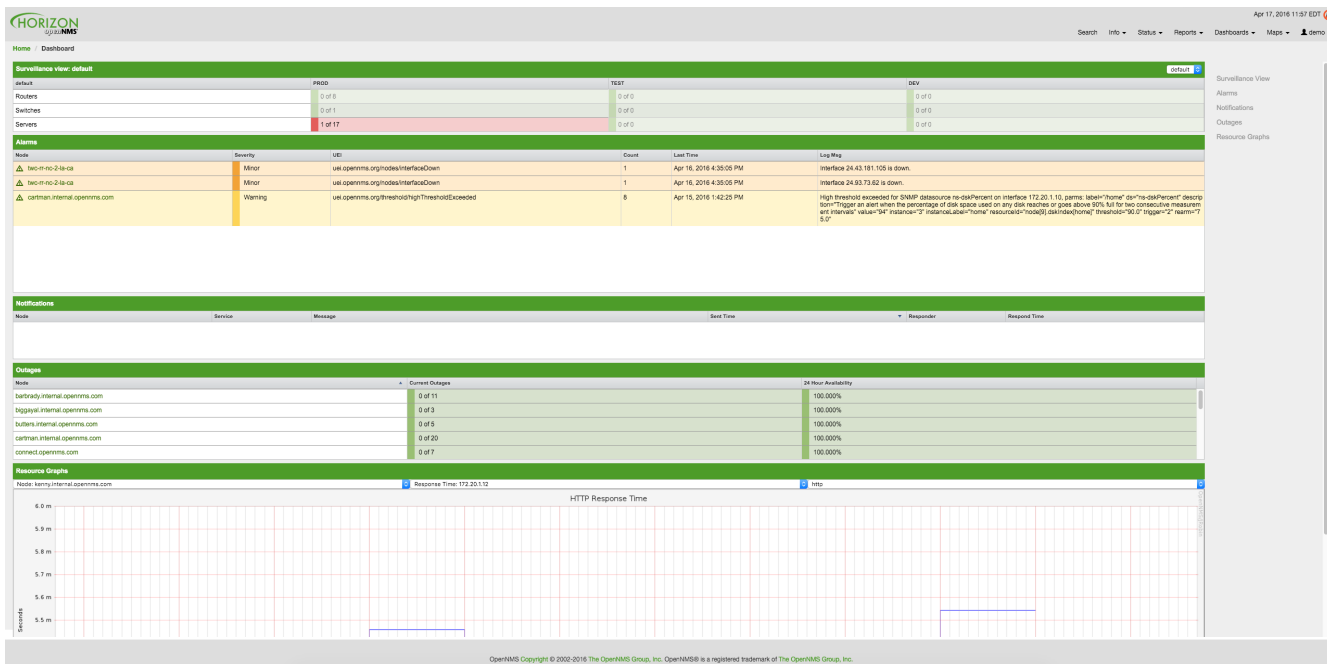 HORIZON
openNMS
Apr 17, 2016 11:57 EDT
Search Info Status Reports Dashboards Maps demo
Home / Dashboard
Surveillance view: default
default
default PROD TEST DEV
Routers 0 of 8 0 of 0 0 of 0
Switches 0 of 1 0 of 0 0 of 0
Servers 1 of 17 0 of 0 0 of 0
Surveillance View
Alarms
Notifications
Outages
Resource Graphs
Alarms
Node Severity UEI Count Last Time Log Msg
twc-rr-nc-2-la-ca Minor uei.opennms.org/nodes/interfaceDown 1 Apr 16, 2016 4:35:05 PM Interface 24.43.181.105 is down.
twc-rr-nc-2-la-ca Minor uei.opennms.org/nodes/interfaceDown 1 Apr 16, 2016 4:35:05 PM Interface 24.93.73.62 is down.
cartman.internal.opennms.com Warning uei.opennms.org/threshold/highThresholdExceeded 8 Apr 15, 2016 1:42:25 PM High threshold exceeded for SNMP datasource ns-dskPercent on interface 172.20.1.10, parms: label="/home" ds="ns-dskPercent" descrip
tion="Trigger an alert when the percentage of disk space used on any disk reaches or goes above 90% full for two consecutive measurem
ent intervals" value="94" instance="3" instanceLabel="home" resourceId="node[9].dskIndex[home]" threshold="90.0" trigger="2" rearm="7
5.0"
Notifications
Node Service Message Sent Time Responder Respond Time
Outages
Node Current Outages 24 Hour Availability
barbrady.internal.opennms.com 0 of 11 100.000%
biggayal.internal.opennms.com 0 of 3 100.000%
butters.internal.opennms.com 0 of 5 100.000%
cartman.internal.opennms.com 0 of 20 100.000%
connect.opennms.com 0 of 7 100.000%
Resource Graphs
Node: kenny.internal.opennms.com Response Time: 172.20.1.12 http
HTTP Response Time
6.0 m
5.9 m
5.8 m
5.7 m
5.6 m
5.5 m
Seconds
OpenNMS Copyright © 2002-2016 The OpenNMS Group, Inc. OpenNMS® is a registered trademark of The OpenNMS Group, Inc.